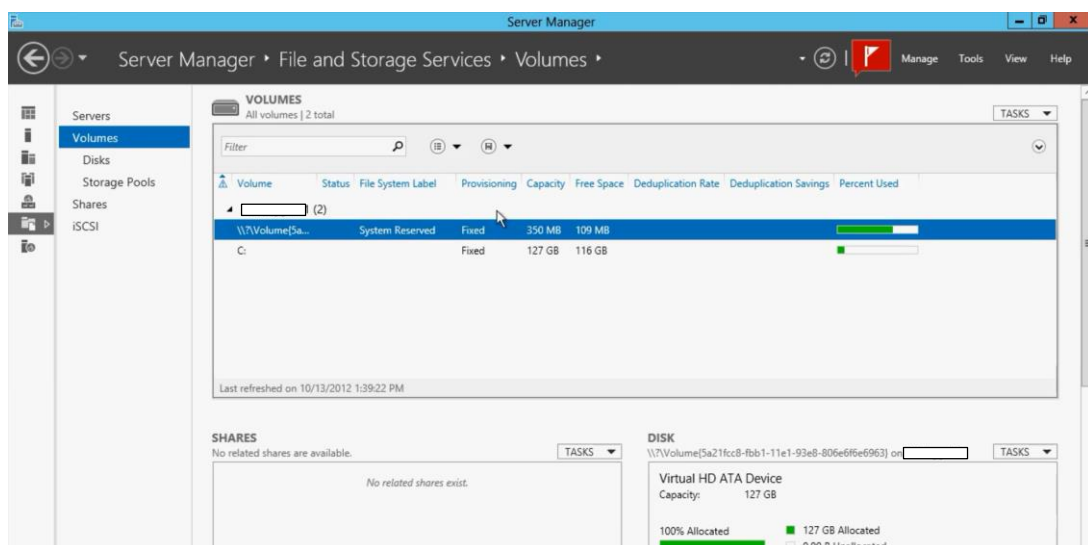 Server Manager
Server Manager ‣ File and Storage Services ‣ Volumes ‣
Manage Tools View Help
Servers
Volumes
Disks
Storage Pools
Shares
iSCSI
VOLUMES
All volumes | 2 total
TASKS
Filter
Volume Status File System Label Provisioning Capacity Free Space Deduplication Rate Deduplication Savings Percent Used
(2)
\\?\Volume{5a... System Reserved Fixed 350 MB 109 MB
C: Fixed 127 GB 116 GB
Last refreshed on 10/13/2012 1:39:22 PM
SHARES
No related shares are available.
TASKS
No related shares exist.
DISK
\\?\Volume{5a21fcc8-fbb1-11e1-93e8-806e6f6e6963} on
TASKS
Virtual HD ATA Device
Capacity: 127 GB
100% Allocated 127 GB Allocated